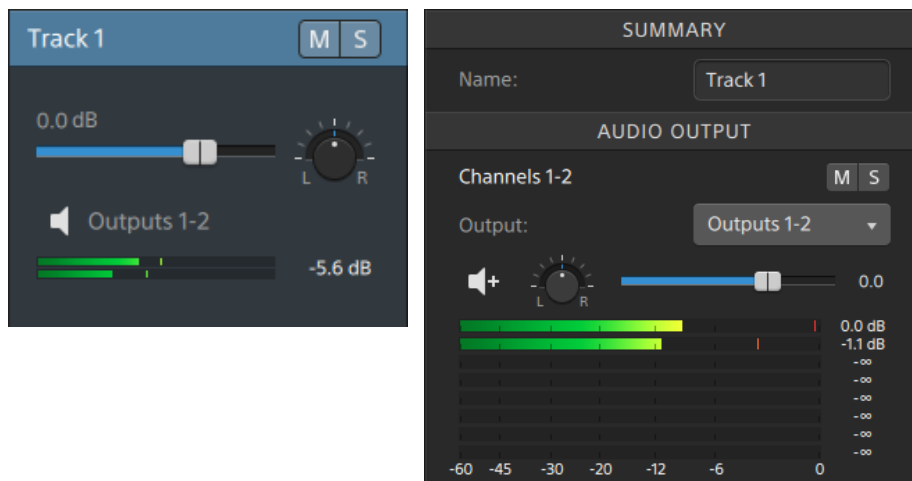 Track 1 M S
0.0 dB
L R
Outputs 1-2
-5.6 dB
SUMMARY
Name: Track 1
AUDIO OUTPUT
Channels 1-2 M S
Output: Outputs 1-2
L R 0.0
0.0 dB
-1.1 dB
-∞
-∞
-∞
-∞
-∞
-∞
-60 -45 -30 -20 -12 -6 0